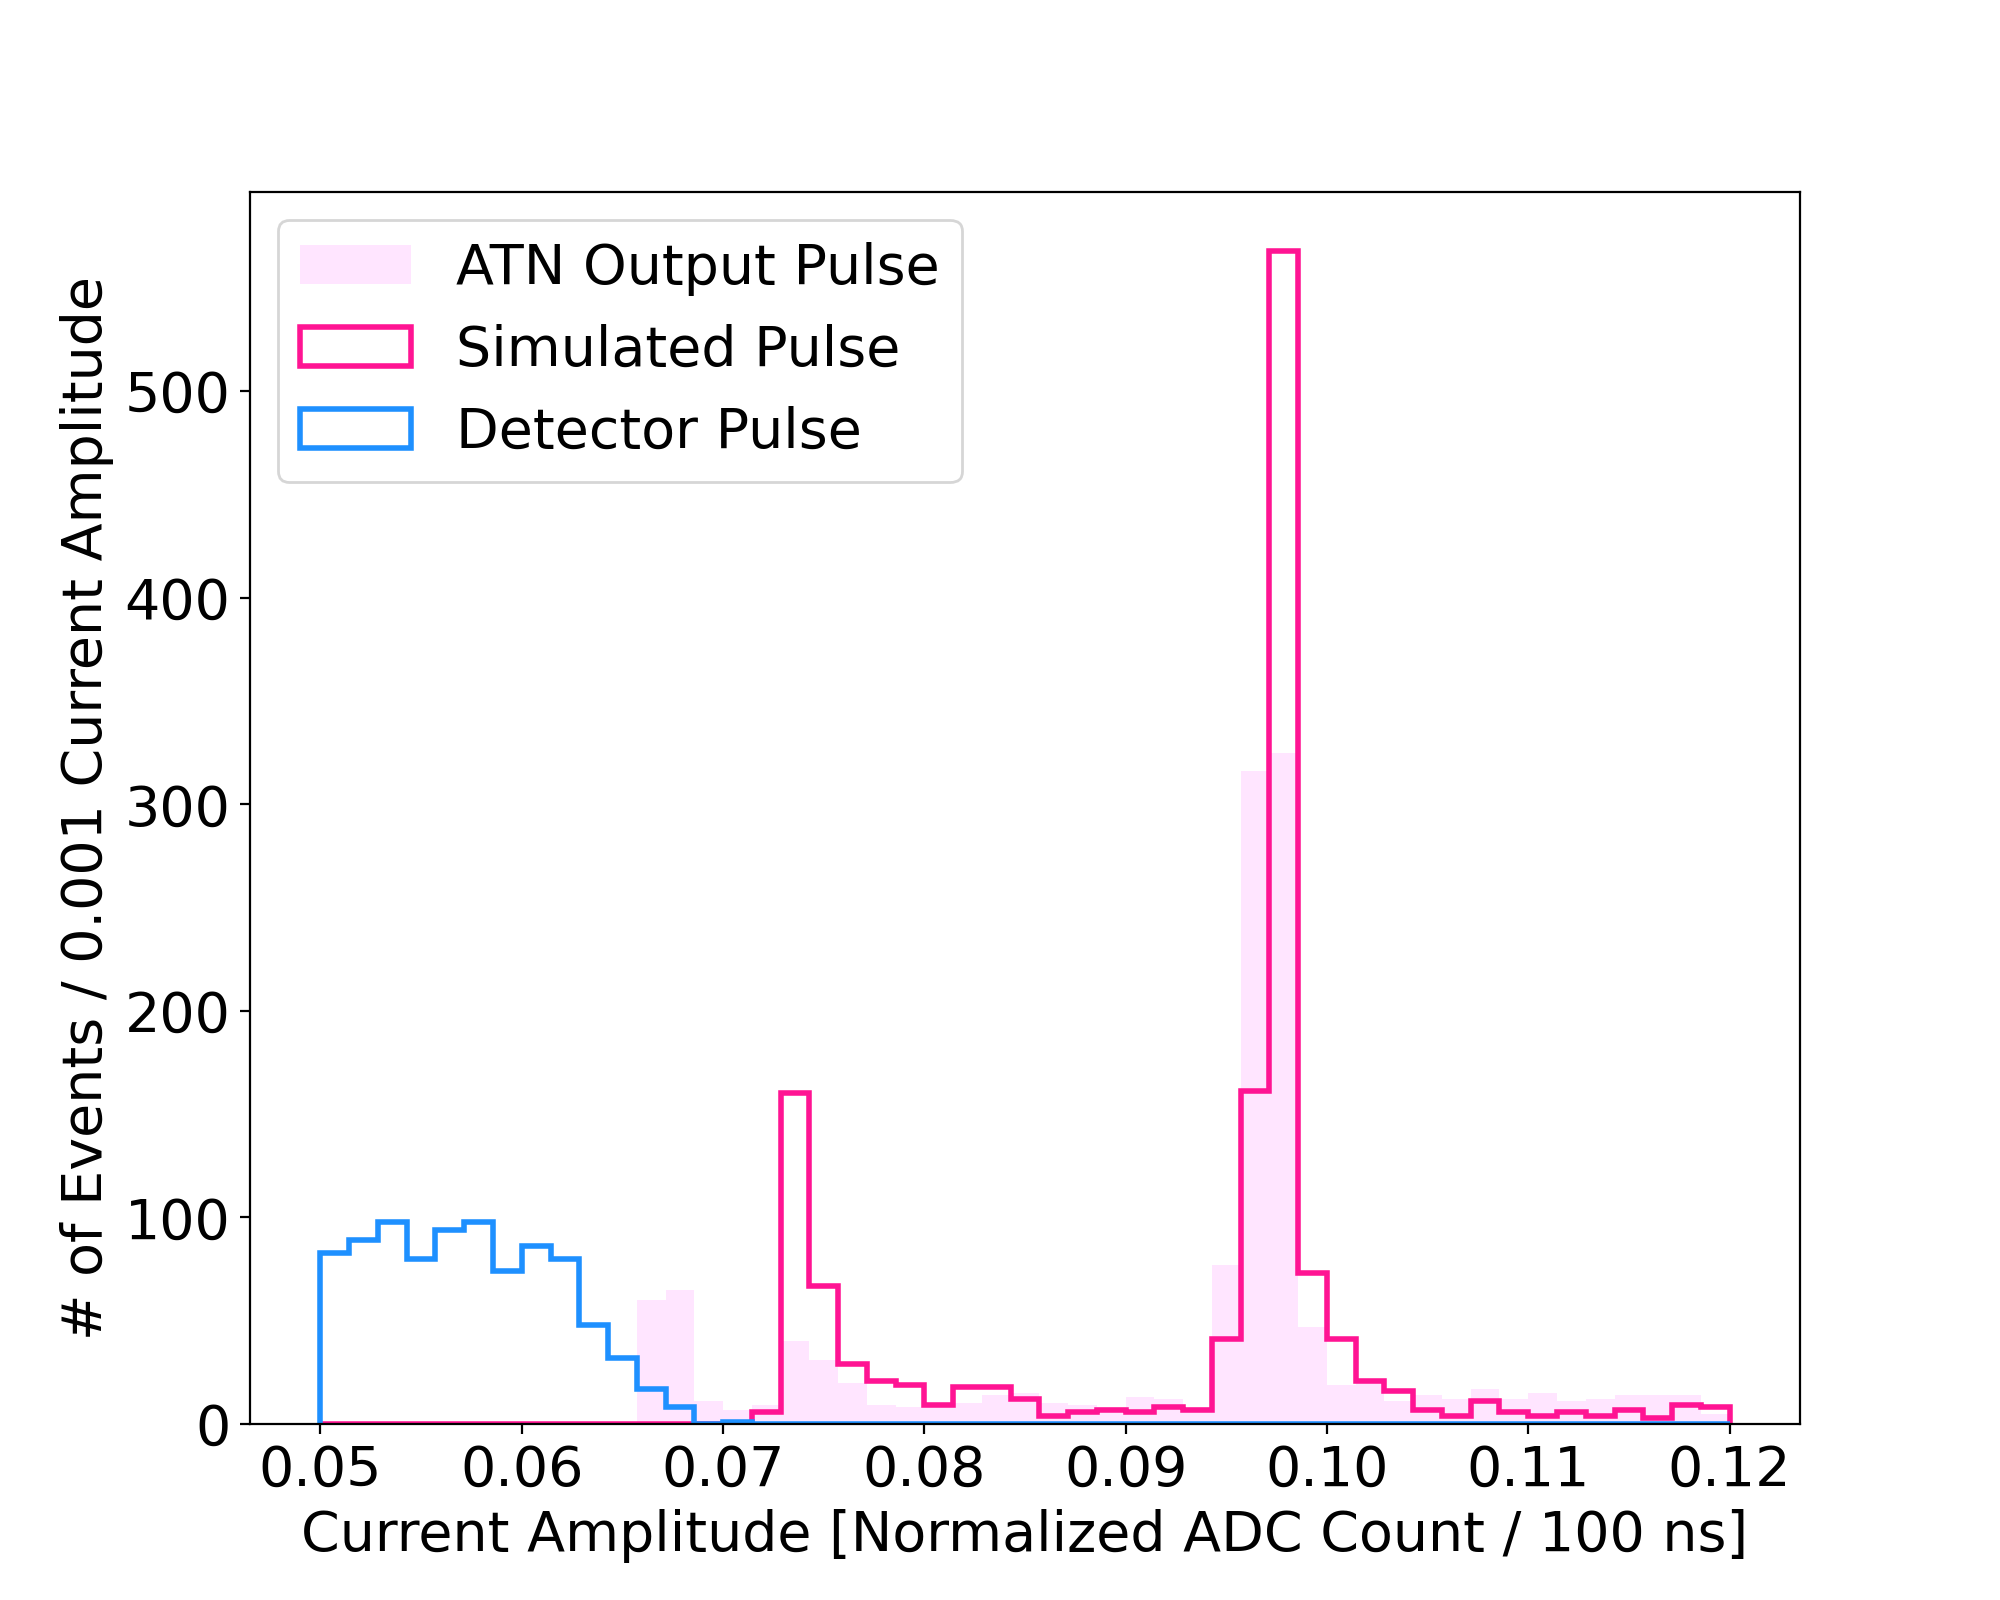 ATN Output Pulse
Simulated Pulse
Detector Pulse
# of Events / 0.001 Current Amplitude
500
400
300
200
100
0
0.05 0.06 0.07 0.08 0.09 0.10 0.11 0.12
Current Amplitude [Normalized ADC Count / 100 ns]